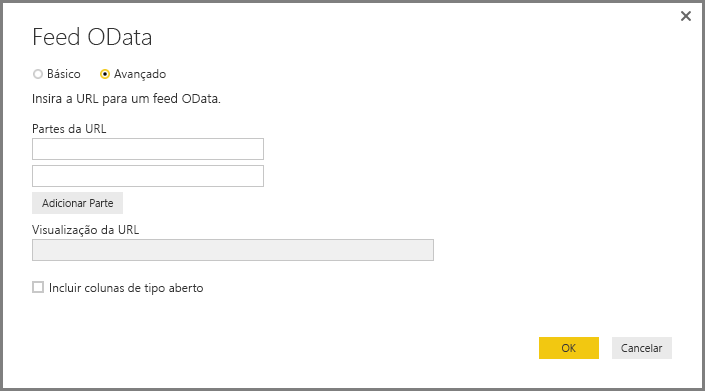 Feed OData
Básico Avançado
Insira a URL para um feed OData.
Partes da URL
Adicionar Parte
Visualização da URL
Incluir colunas de tipo aberto
OK Cancelar